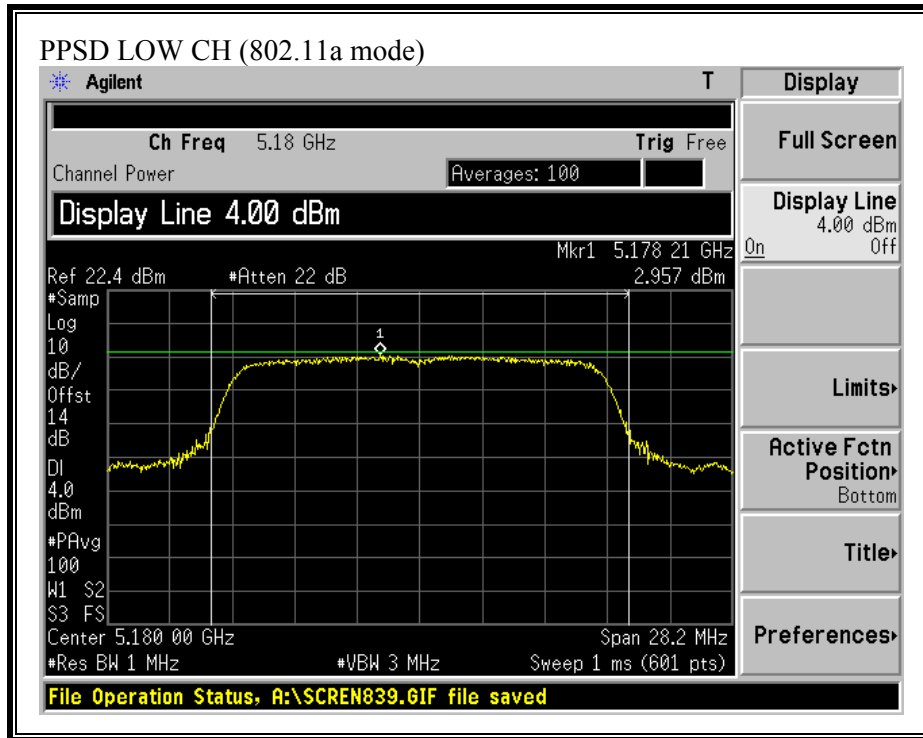 PPSD LOW CH (802.11a mode)
Agilent T
Display
Ch Freq 5.18 GHz Trig Free
Channel Power Averages: 100
Display Line 4.00 dBm
Mkr1 5.178 21 GHz
Ref 22.4 dBm #Atten 22 dB 2.957 dBm
#Samp
Log
10
dB/
Offst
14
dB
DI
4.0
dBm
#PAvg
100
W1 S2
S3 FS
1
Center 5.180 00 GHz Span 28.2 MHz
#Res BW 1 MHz #VBW 3 MHz Sweep 1 ms (601 pts)
File Operation Status, A:\SCREN839.GIF file saved
Full Screen
Display Line
4.00 dBm
On Off
Limits
Active Fctn
Position
Bottom
Title
Preferences